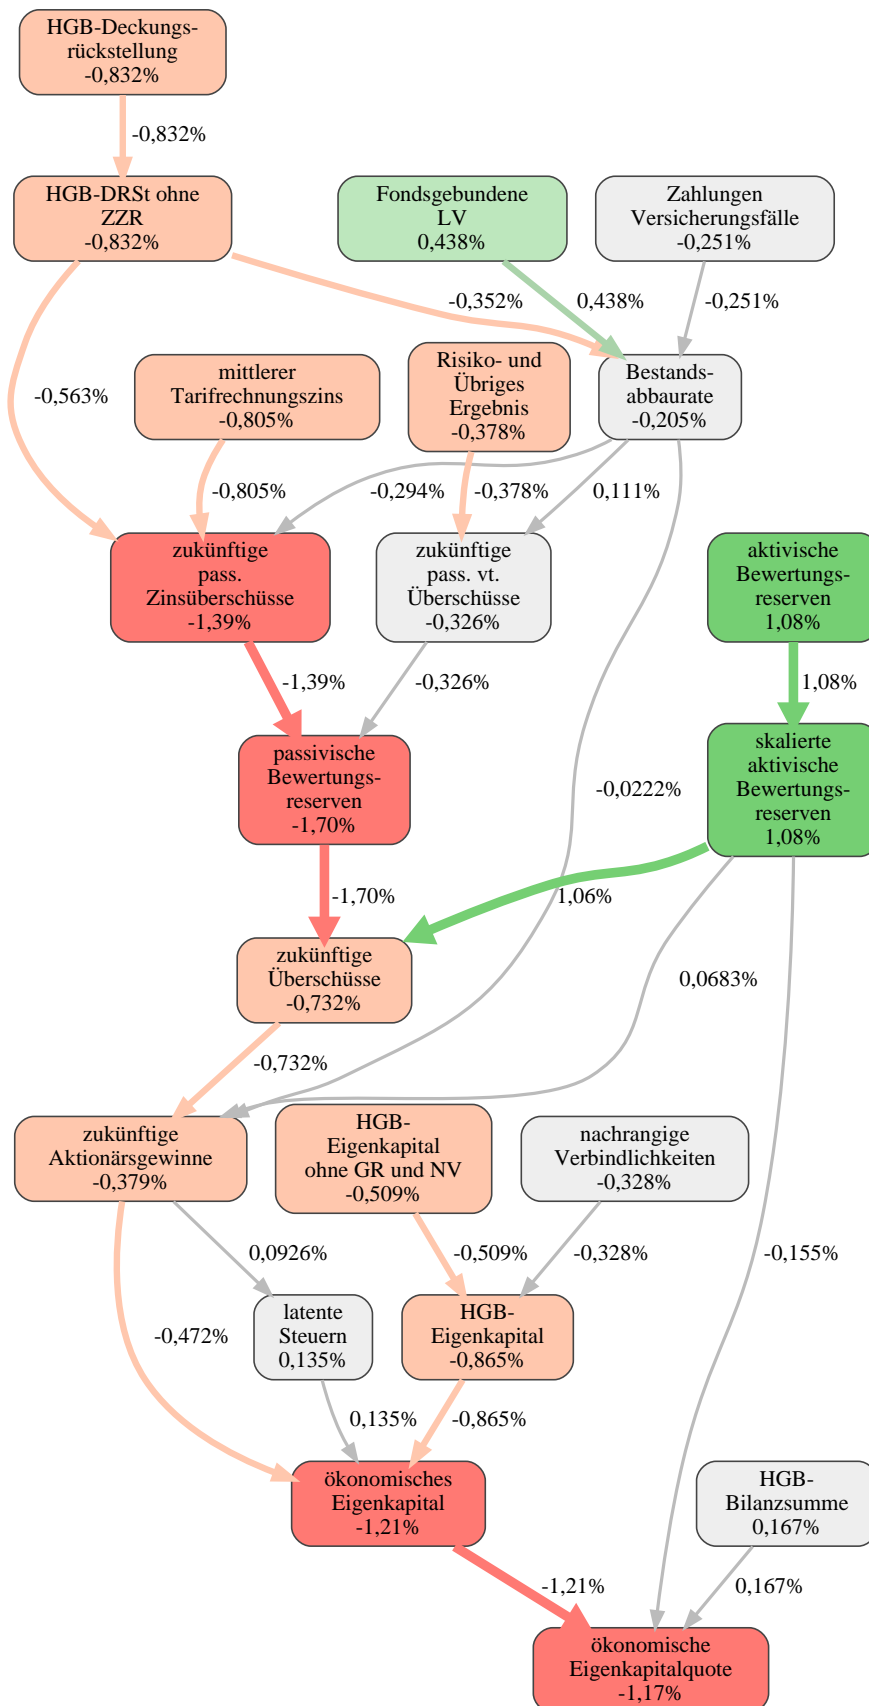 HGB-Deckungs-
rückstellung
-0,832%
-0,832%
HGB-DRSt ohne
ZZR
-0,832%
Fondsgebundene
LV
0,438%
Zahlungen
Versicherungsfälle
-0,251%
-0,352%
0,438%
-0,251%
-0,563%
mittlerer
Tarifrechnungszins
-0,805%
Risiko- und
Übriges
Ergebnis
-0,378%
Bestands-
abbaurate
-0,205%
-0,805%
-0,294%
-0,378%
0,111%
zukünftige
pass.
Zinsüberschüsse
-1,39%
zukünftige
pass. vt.
Überschüsse
-0,326%
aktivische
Bewertungs-
reserven
1,08%
-1,39%
-0,326%
1,08%
passivische
Bewertungs-
reserven
-1,70%
-0,0222%
skalierte
aktivische
Bewertungs-
reserven
1,08%
-1,70%
1,06%
zukünftige
Überschüsse
-0,732%
0,0683%
-0,732%
zukünftige
Aktionärsgewinne
-0,379%
HGB-
Eigenkapital
ohne GR und NV
-0,509%
nachrangige
Verbindlichkeiten
-0,328%
0,0926%
-0,509%
-0,328%
-0,155%
-0,472%
latente
Steuern
0,135%
HGB-
Eigenkapital
-0,865%
0,135%
-0,865%
ökonomisches
Eigenkapital
-1,21%
HGB-
Bilanzsumme
0,167%
-1,21%
0,167%
ökonomische
Eigenkapitalquote
-1,17%